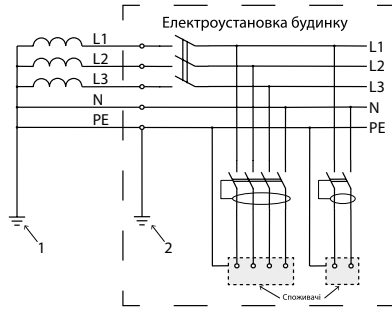 Електроустановка будинку
L1 L1
L2 L2
L3 L3
N N
PE PE
1 2
Споживачі